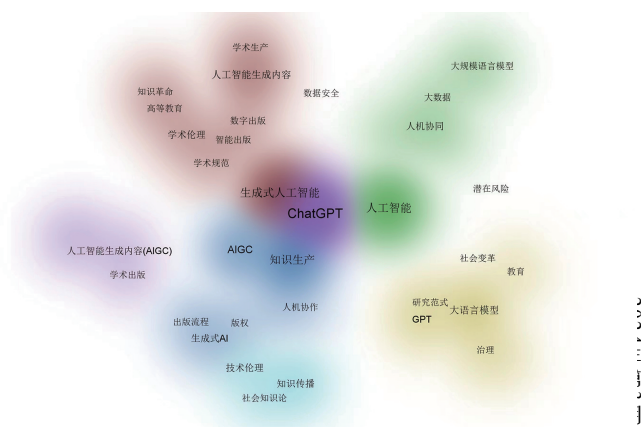 学术生产
大规模语言模型
人工智能生成内容
知识革命
数据安全
大数据
高等教育
数字出版
人机协同
学术伦理
智能出版
学术规范
潜在风险
生成式人工智能
ChatGPT
人工智能
人工智能生成内容(AIGC)
AIGC
知识生产
社会变革
学术出版
教育
人机协作
研究范式
大语言模型
GPT
出版流程
版权
生成式AI
治理
技术伦理
知识传播
社会知识论